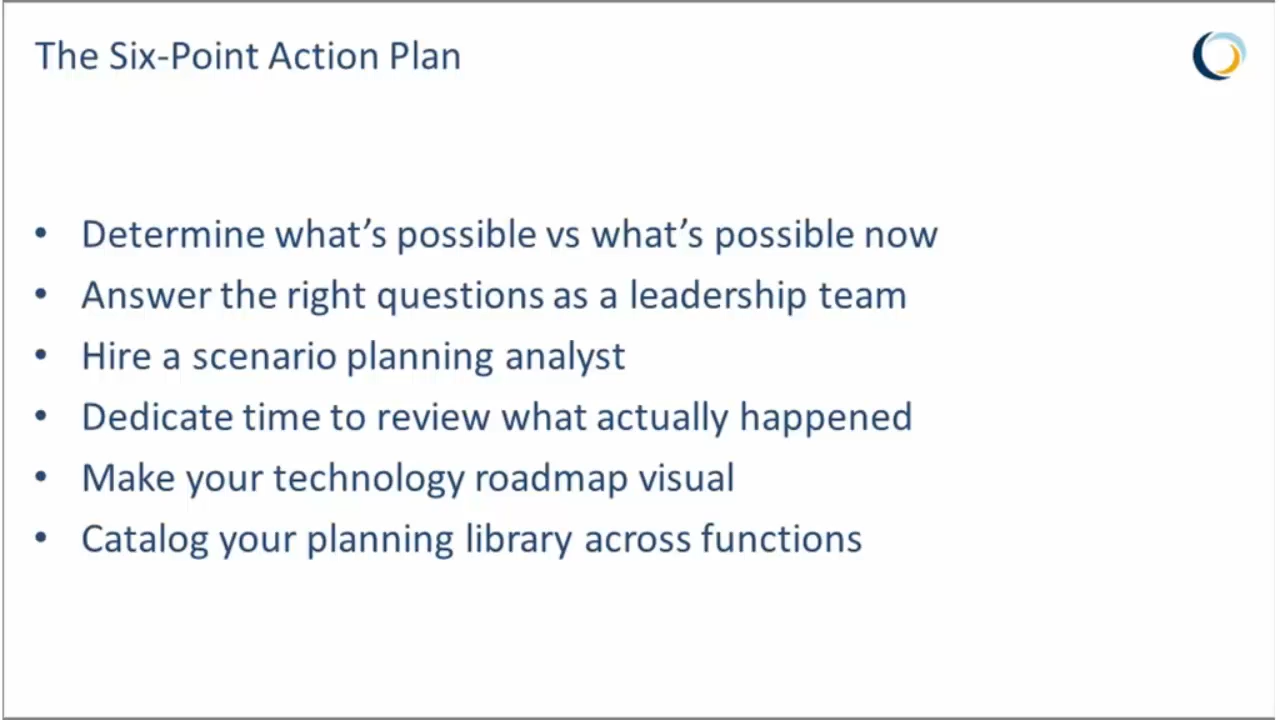 The Six-Point Action Plan
• Determine what’s possible vs what’s possible now
• Answer the right questions as a leadership team
• Hire a scenario planning analyst
• Dedicate time to review what actually happened
• Make your technology roadmap visual
• Catalog your planning library across functions